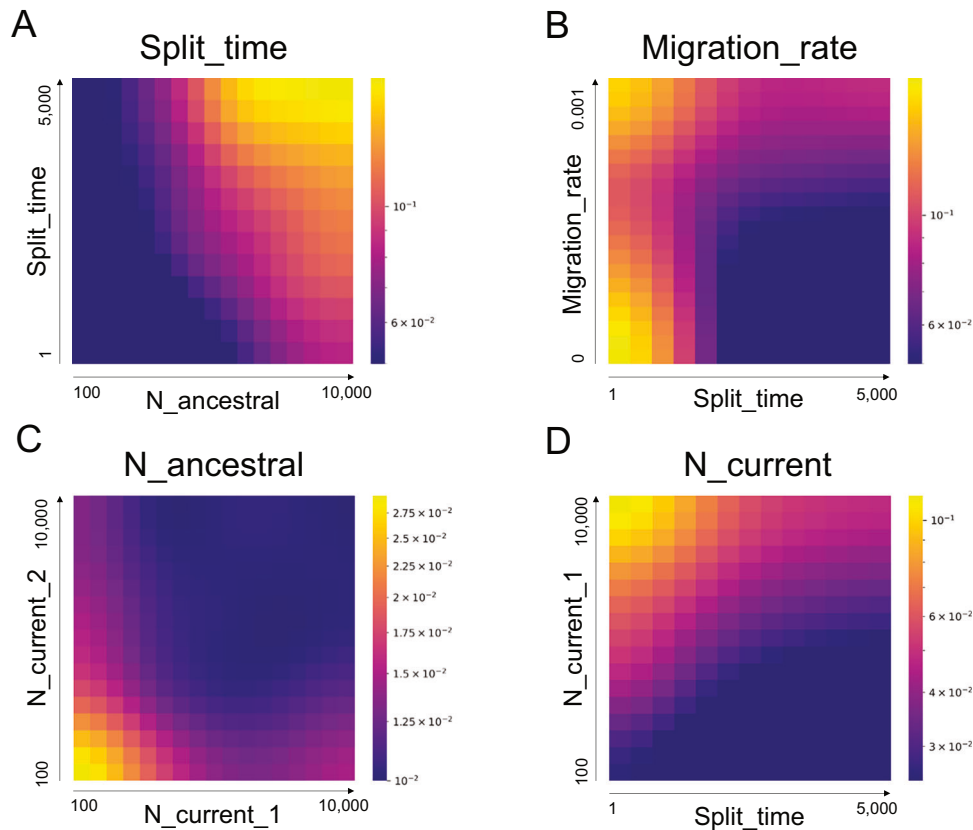 A
Split_time
5,000
Split_time
1
100
N_ancestral
10,000
10⁻¹
6 × 10⁻²
B
Migration_rate
0.001
Migration_rate
0
1
Split_time
5,000
10⁻¹
6 × 10⁻²
C
N_ancestral
10,000
N_current_2
100
100
N_current_1
10,000
2.75 × 10⁻²
2.5 × 10⁻²
2.25 × 10⁻²
2 × 10⁻²
1.75 × 10⁻²
1.5 × 10⁻²
1.25 × 10⁻²
10⁻²
D
N_current
10,000
N_current_1
100
1
Split_time
5,000
10⁻¹
6 × 10⁻²
4 × 10⁻²
3 × 10⁻²